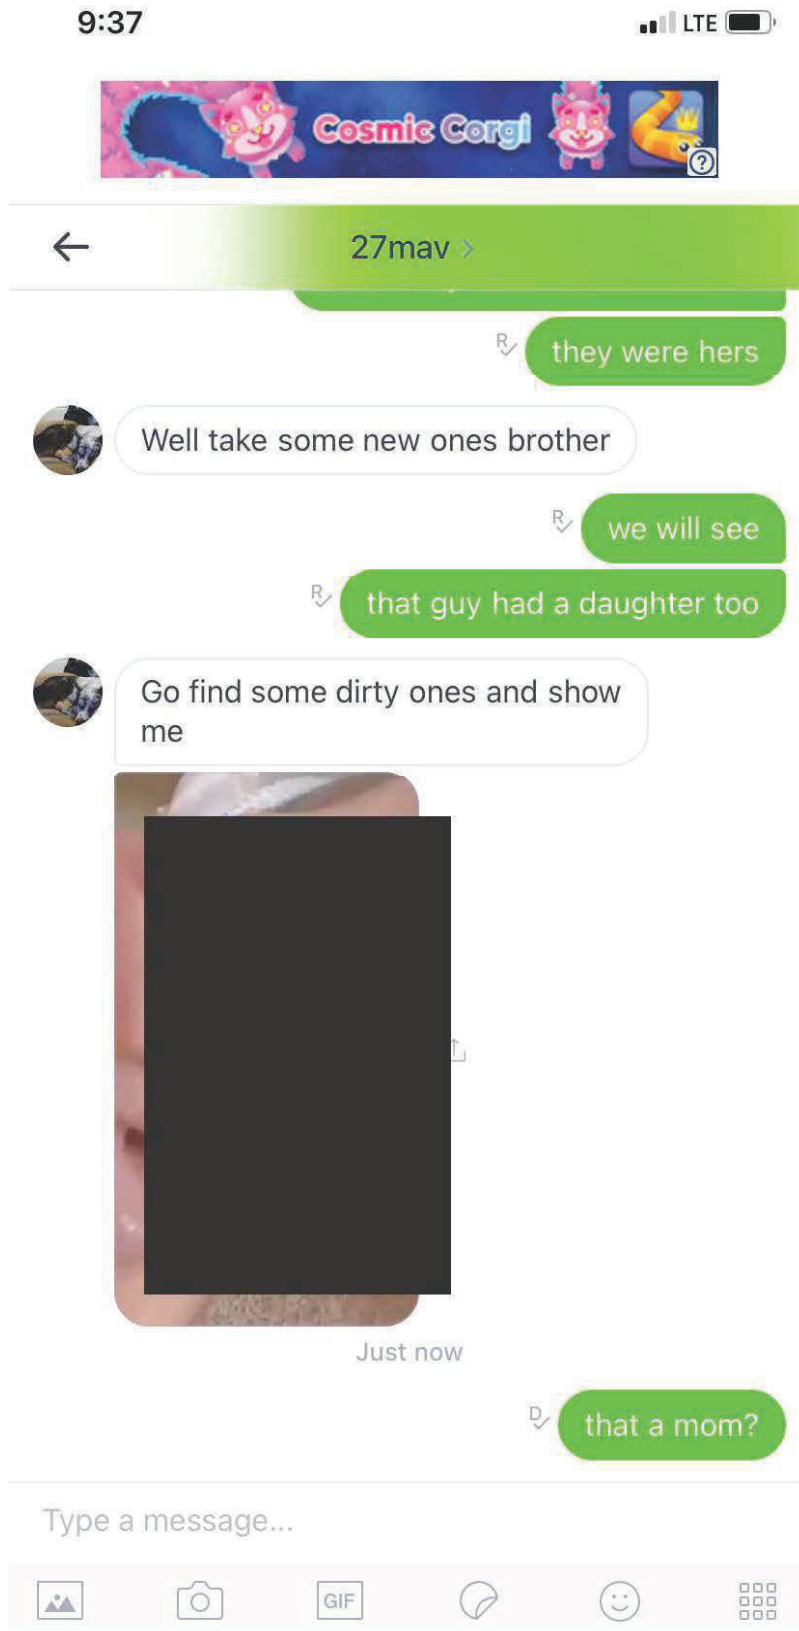 9:37
LTE
Cosmic Corgi
27mav
they were hers
Well take some new ones brother
we will see
that guy had a daughter too
Go find some dirty ones and show
me
Just now
that a mom?
Type a message...
GIF